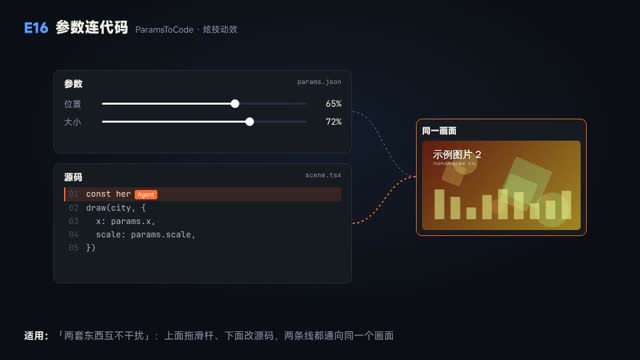 E16 参数连代码 ParamsToCode · 炫技动效
参数 params.json
位置 65%
大小 72%
源码 scene.tsx
01 const her Agent
02 draw(city, {
03 x: params.x,
04 scale: params.scale,
05 })
同一画面
示例图片 2
适用：「两套东西互不干扰」：上面拖滑杆、下面改源码，两条线都通向同一个画面